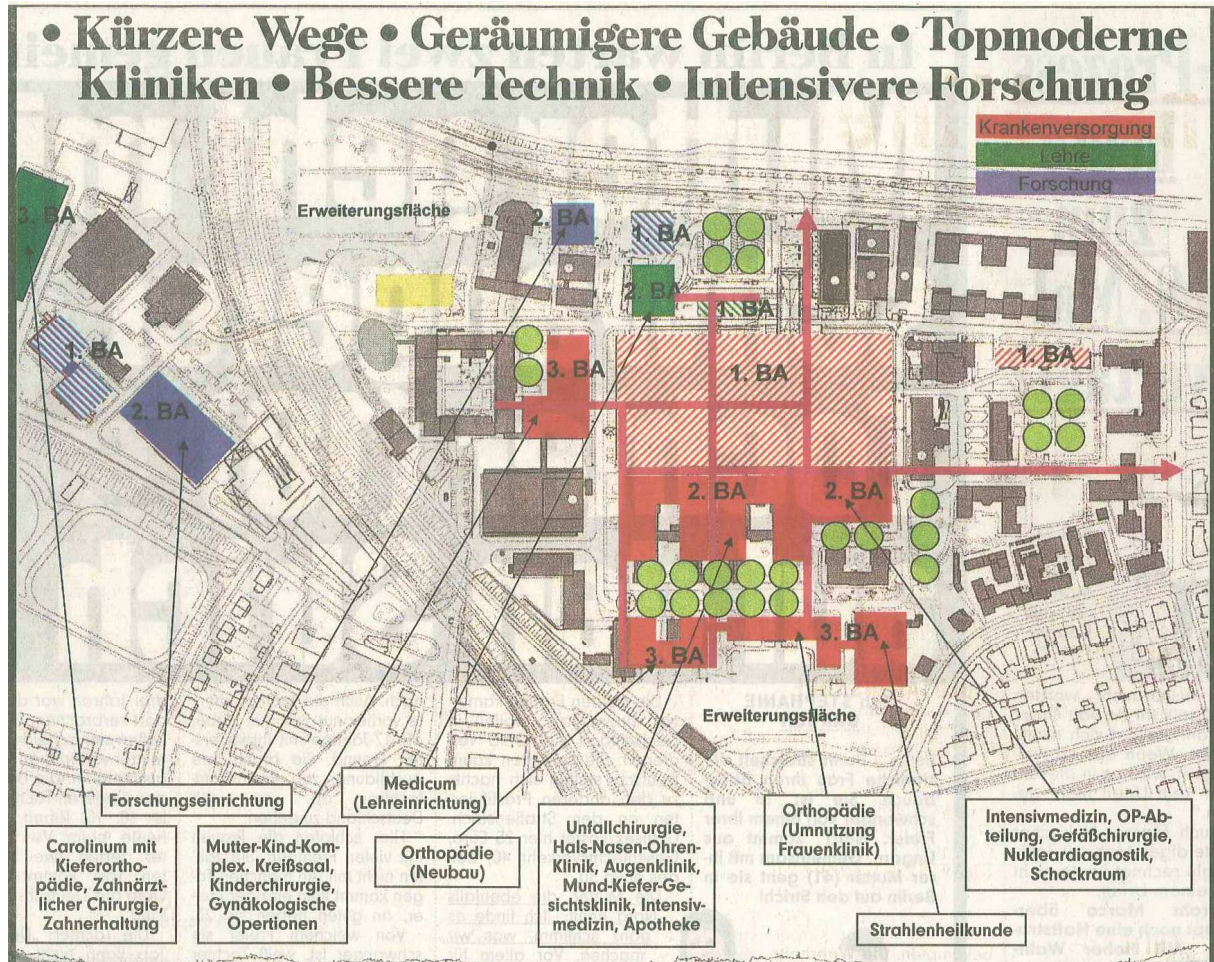 • Kürzere Wege • Geräumigere Gebäude • Topmoderne
Kliniken • Bessere Technik • Intensivere Forschung
Krankenversorgung
Lehre
Forschung
3. BA
Erweiterungsfläche
2. BA
1. BA
2. BA
1. BA
1. BA
3. BA
1. BA
1. BA
2. BA
2. BA
2. BA
3. BA
3. BA
Erweiterungsfläche
Forschungseinrichtung
Medicum
(Lehreinrichtung)
Carolinum mit
Kieferortho-
pädie, Zahnärzt-
licher Chirurgie,
Zahnerhaltung
Mutter-Kind-Kom-
plex. Kreißsaal,
Kinderchirurgie,
Gynäkologische
Operationen
Orthopädie
(Neubau)
Unfallchirurgie,
Hals-Nasen-Ohren-
Klinik, Augenklinik,
Mund-Kiefer-Ge-
sichtsklinik, Intensiv-
medizin, Apotheke
Orthopädie
(Umnutzung
Frauenklinik)
Intensivmedizin, OP-Ab-
teilung, Gefäßchirurgie,
Nukleardiagnostik,
Schockraum
Strahlenheilkunde